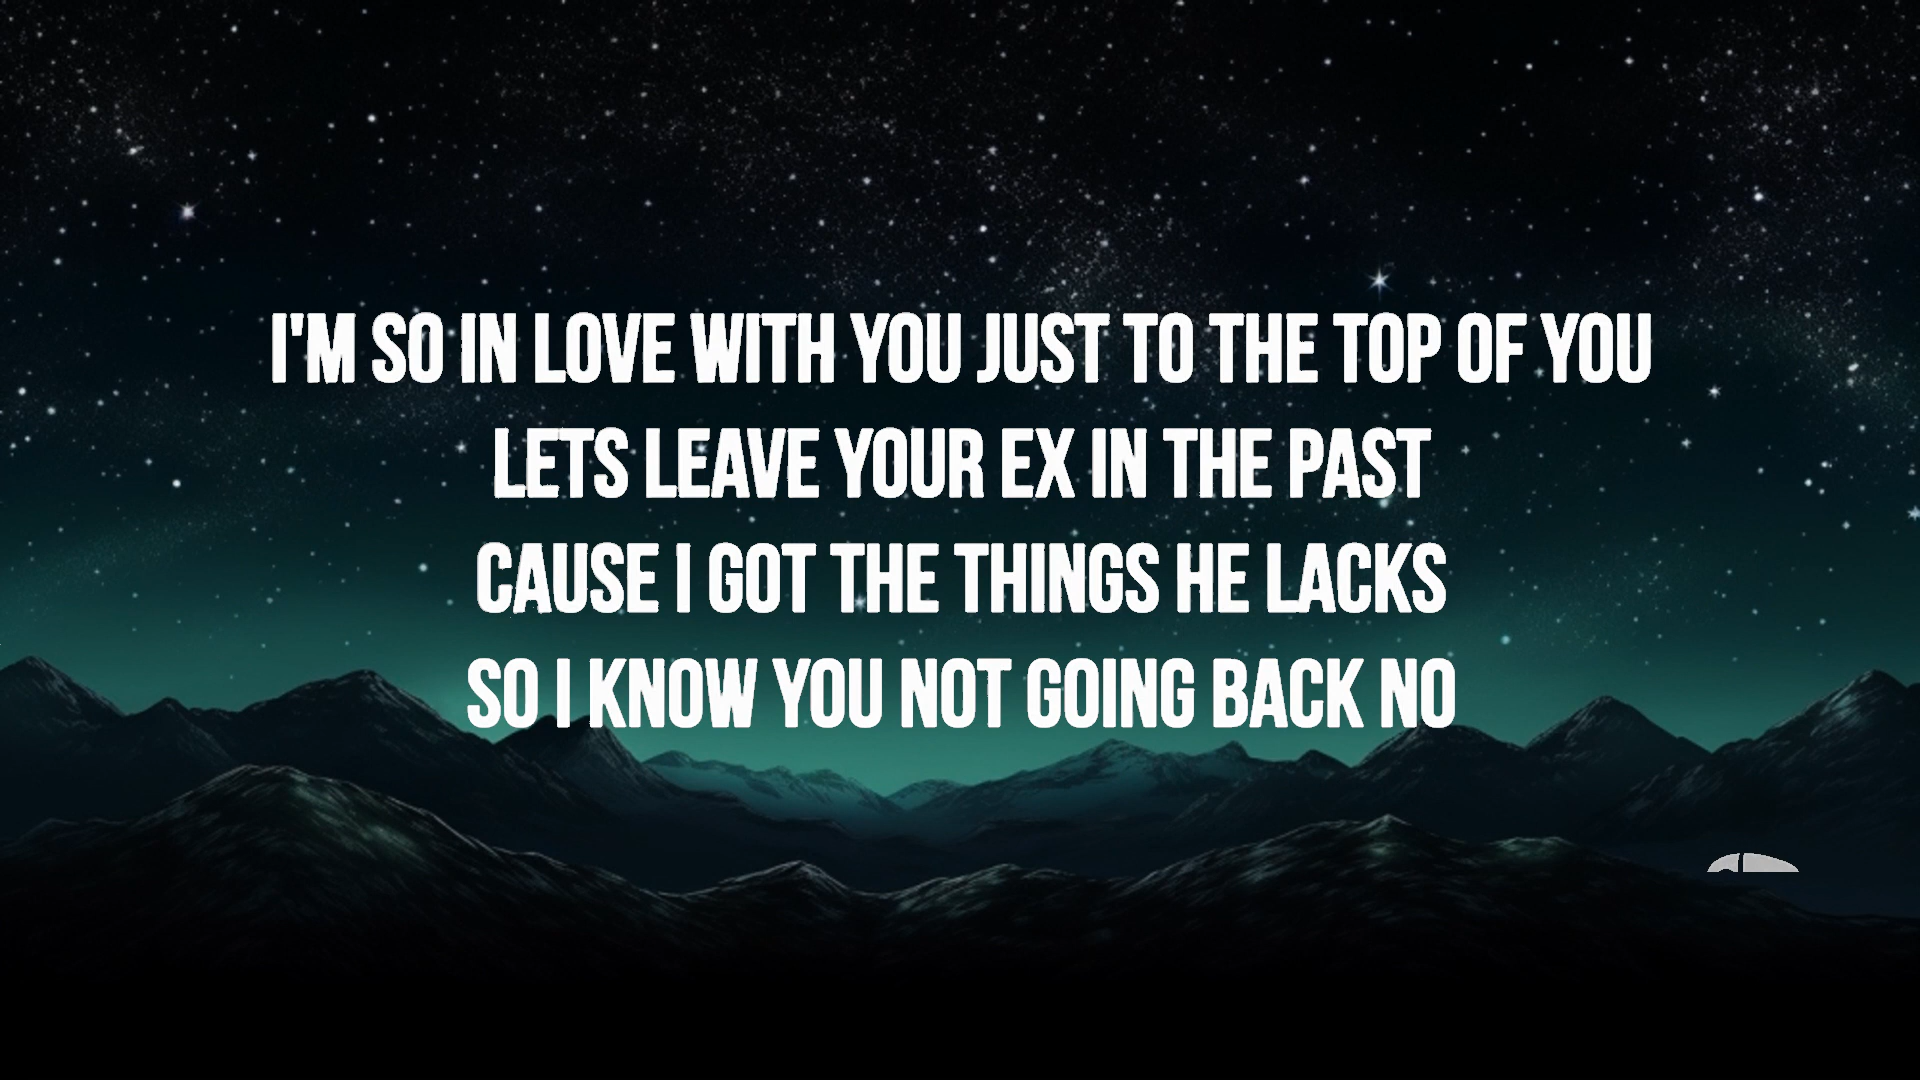 I'M SO IN LOVE WITH YOU JUST TO THE TOP OF YOU
LETS LEAVE YOUR EX IN THE PAST
CAUSE I GOT THE THINGS HE LACKS
SO I KNOW YOU NOT GOING BACK NO